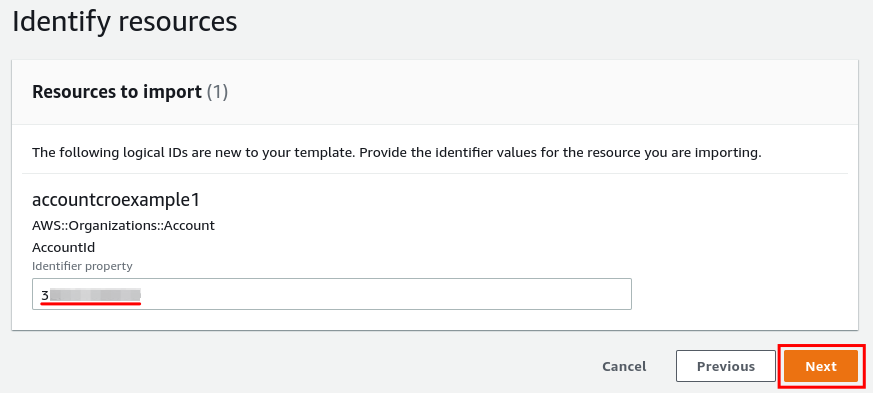 Identify resources
Resources to import (1)
The following logical IDs are new to your template. Provide the identifier values for the resource you are importing.
accountcroexample1
AWS::Organizations::Account
AccountId
Identifier property
3
Cancel Previous Next